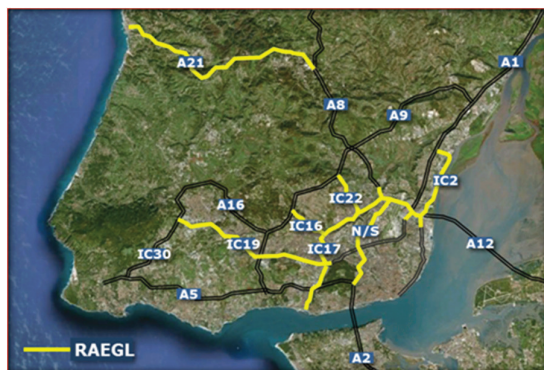 A21
A1
A8
A9
IC2
IC22
A16
IC16
N/S
IC19
IC17
A12
IC30
A5
RAEGL
A2